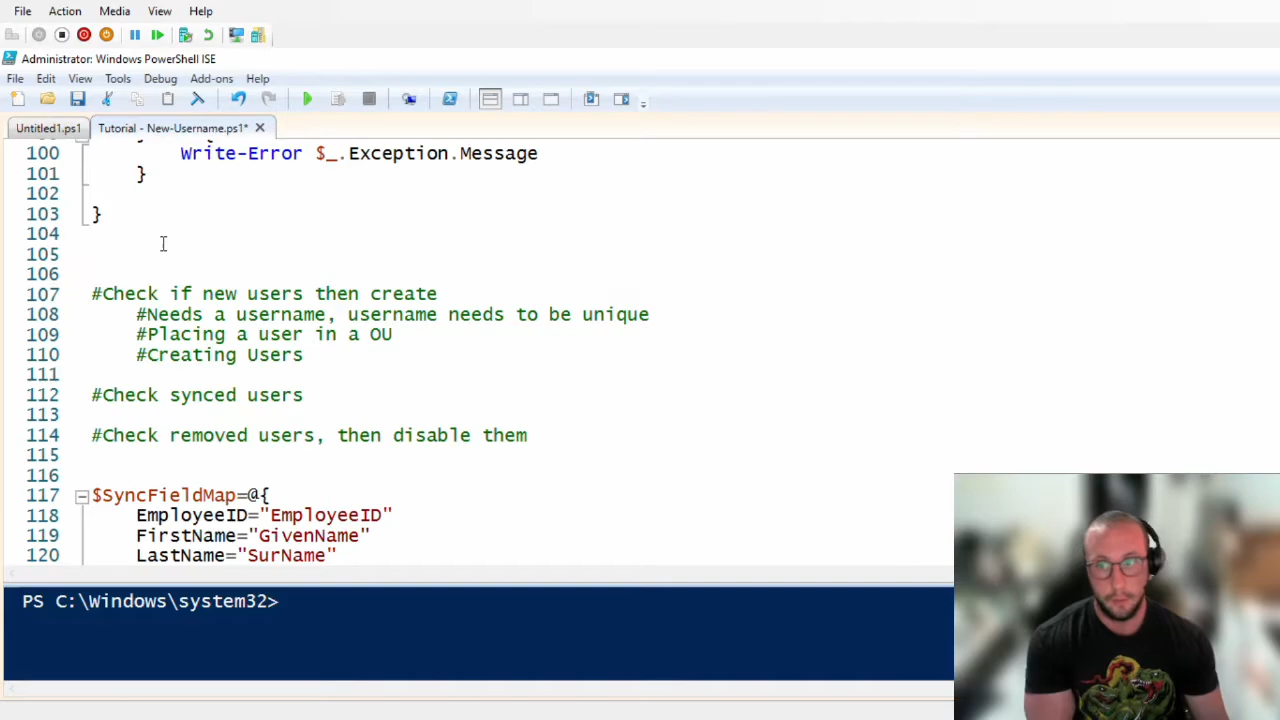 File Action Media View Help
Administrator: Windows PowerShell ISE
File Edit View Tools Debug Add-ons Help
Untitled1.ps1 Tutorial - New-Username.ps1*
100 Write-Error $_.Exception.Message
101 }
102
103 }
104
105
106
107 #Check if new users then create
108 #Needs a username, username needs to be unique
109 #Placing a user in a OU
110 #Creating Users
111
112 #Check synced users
113
114 #Check removed users, then disable them
115
116
117 $SyncFieldMap=@{
118 EmployeeID="EmployeeID"
119 FirstName="GivenName"
120 LastName="SurName"
PS C:\Windows\system32>